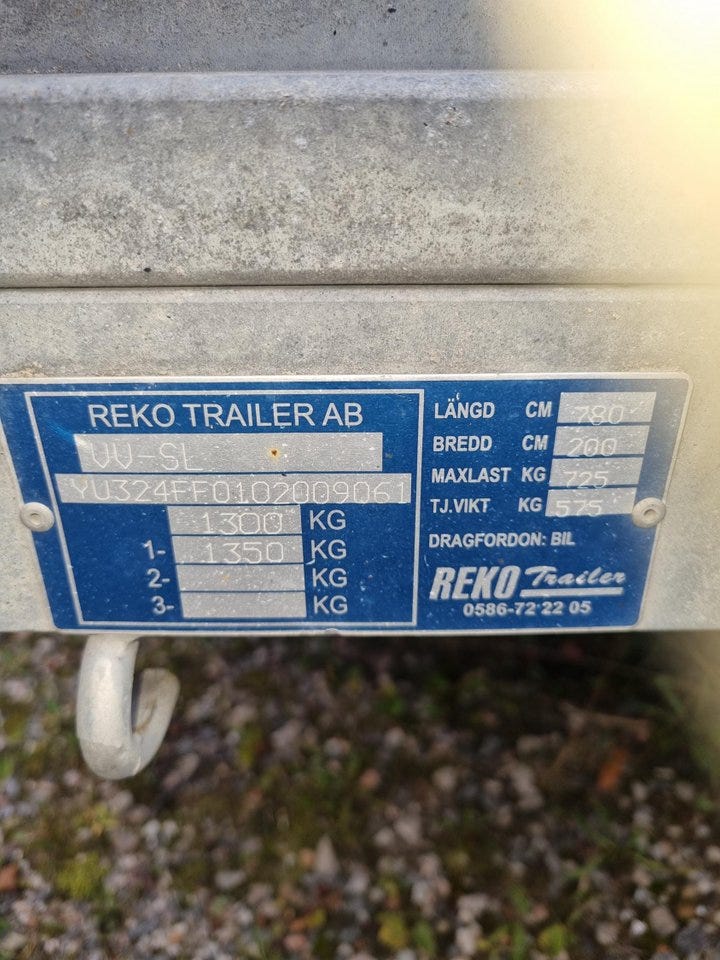 REKO TRAILER AB
VV-SL
YU324FF0102009061
1300 KG
1- 1350 KG
2- KG
3- KG
LÄNGD CM 780
BREDD CM 200
MAXLAST KG 725
TJ.VIKT KG 575
DRAGFORDON: BIL
REKO Trailer
0586-72 22 05